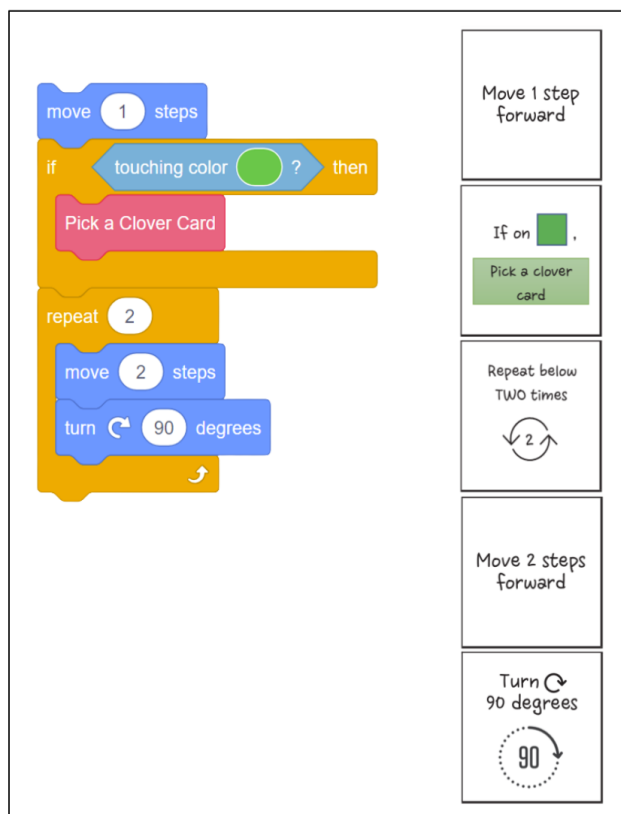 move 1 steps
if touching color ? then
Pick a Clover Card
repeat 2
move 2 steps
turn 90 degrees
Move 1 step
forward
If on ,
Pick a clover
card
Repeat below
TWO times
2
Move 2 steps
forward
Turn
90 degrees
90